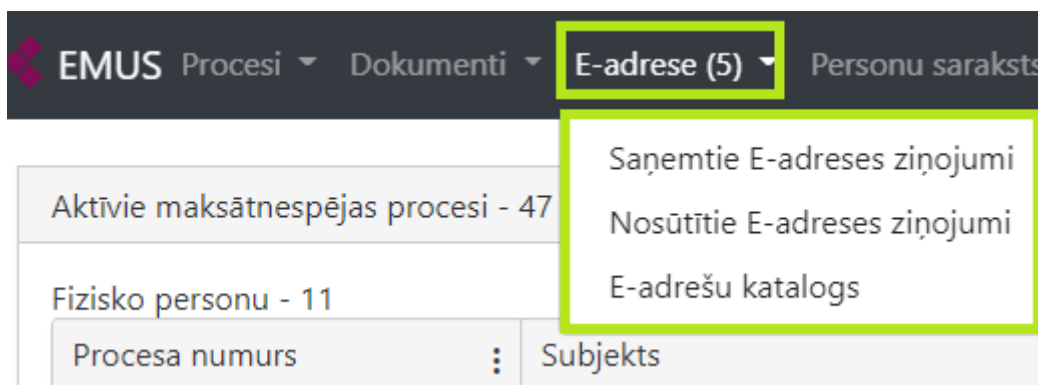 EMUS Procesi Dokumenti E-adrese (5) Personu saraksts
Saņemtie E-adreses ziņojumi
Aktīvie maksātnespējas procesi - 47
Nosūtītie E-adreses ziņojumi
E-adrešu katalogs
Fizisko personu - 11
Procesa numurs Subjekts